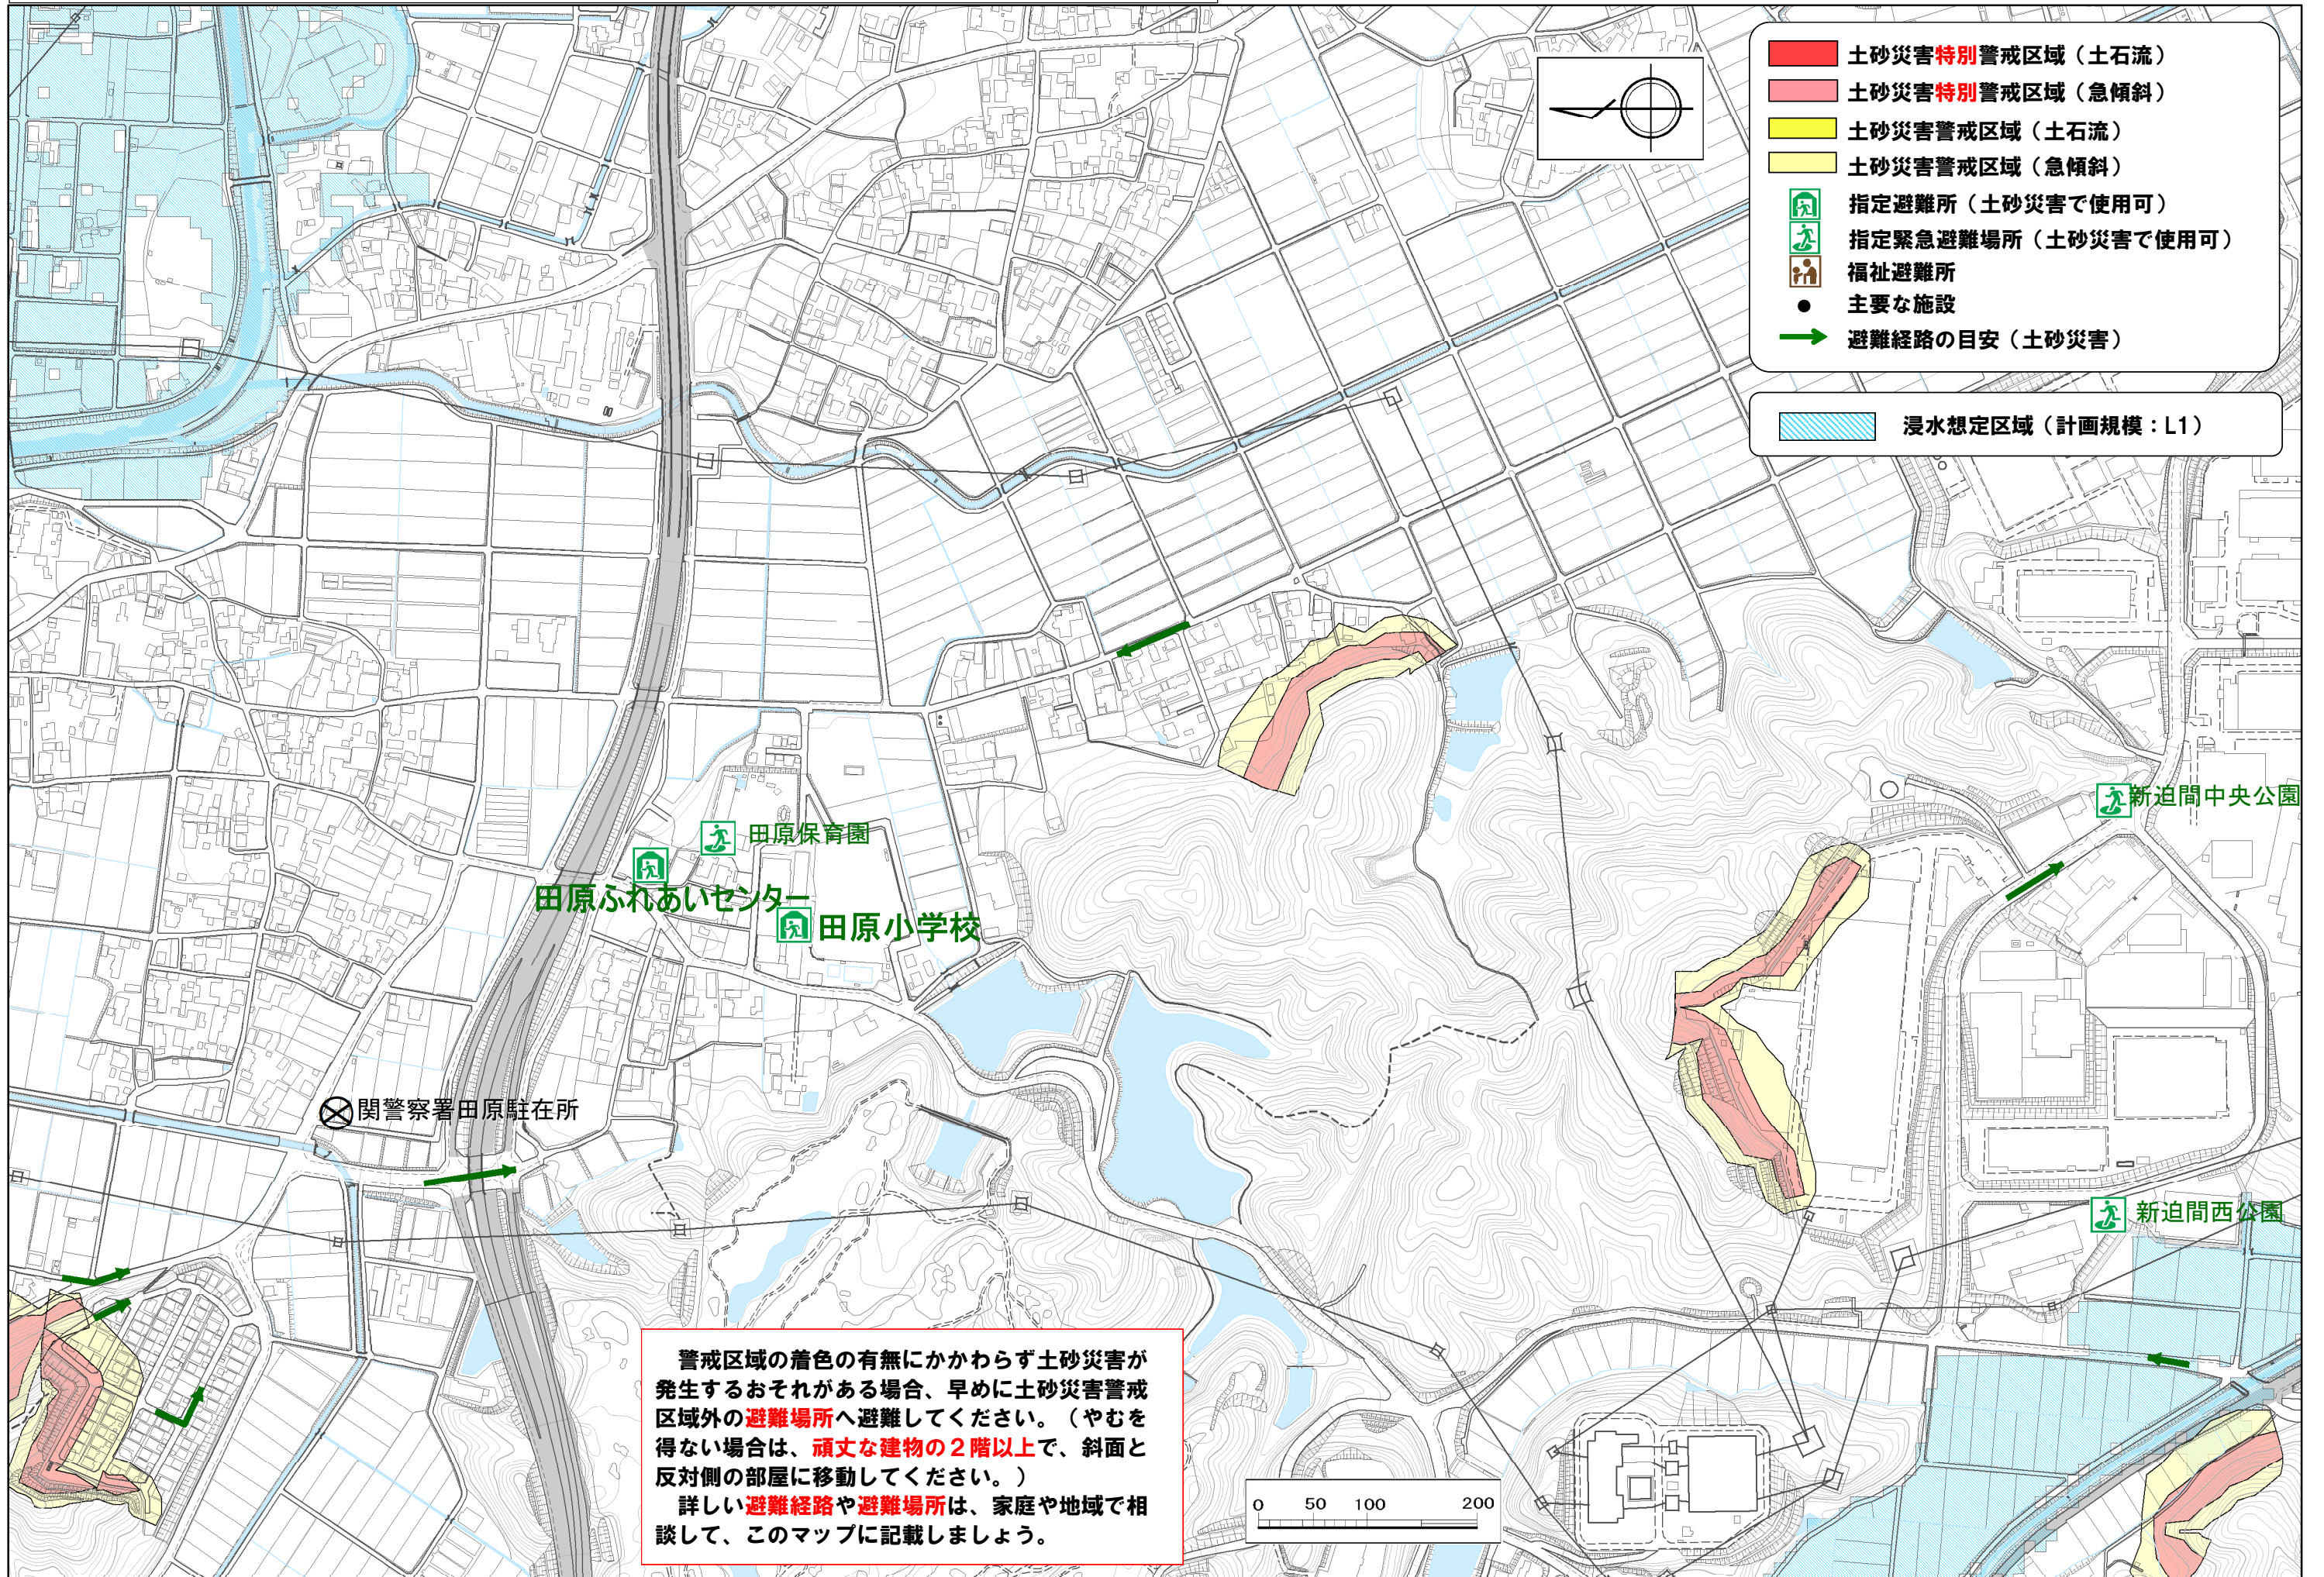 土砂災害特別警戒区域（土石流）
土砂災害特別警戒区域（急傾斜）
土砂災害警戒区域（土石流）
土砂災害警戒区域（急傾斜）
指定避難所（土砂災害で使用可）
指定緊急避難場所（土砂災害で使用可）
福祉避難所
主要な施設
避難経路の目安（土砂災害）
浸水想定区域（計画規模：L1）
新迫間中央公園
田原保育園
田原ふれあいセンター
田原小学校
関警察署田原駐在所
新迫間西公園
警戒区域の着色の有無にかかわらず土砂災害が
発生するおそれがある場合、早めに土砂災害警戒
区域外の避難場所へ避難してください。（やむを
得ない場合は、頑丈な建物の２階以上で、斜面と
反対側の部屋に移動してください。）
詳しい避難経路や避難場所は、家庭や地域で相
談して、このマップに記載しましょう。
0 50 100 200